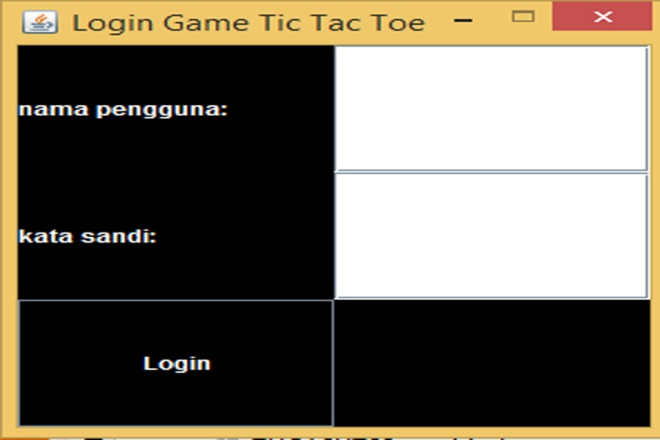 Login Game Tic Tac Toe
nama pengguna:
kata sandi:
Login